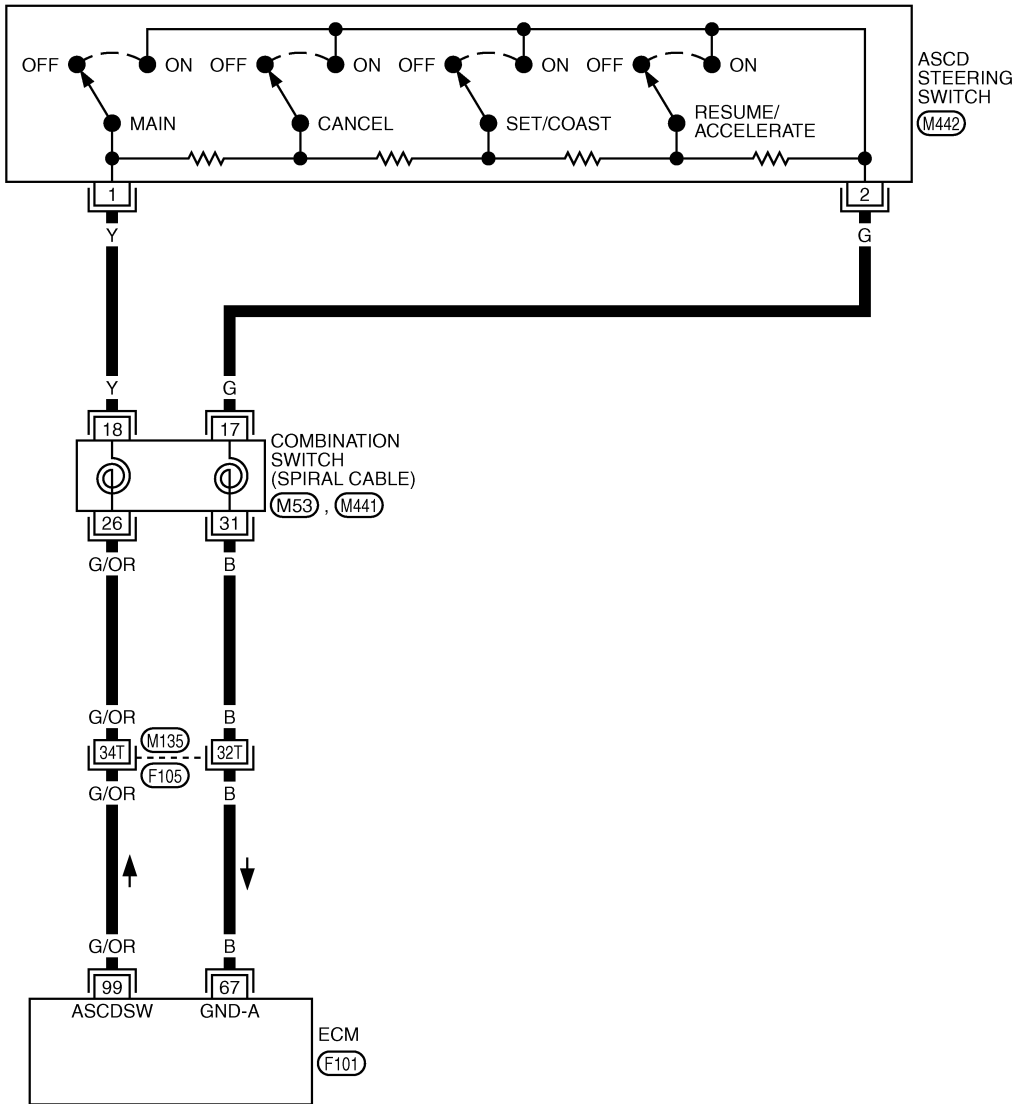 OFF ON OFF ON OFF ON OFF ON
ASCD
STEERING
SWITCH
M442
MAIN
CANCEL
SET/COAST
RESUME/
ACCELERATE
1
2
Y
G
Y
G
18
17
COMBINATION
SWITCH
(SPIRAL CABLE)
M53 , M441
26
31
G/OR
B
G/OR
B
34T
M135
32T
F105
G/OR
B
G/OR
B
99
67
ASCDSW
GND-A
ECM
F101